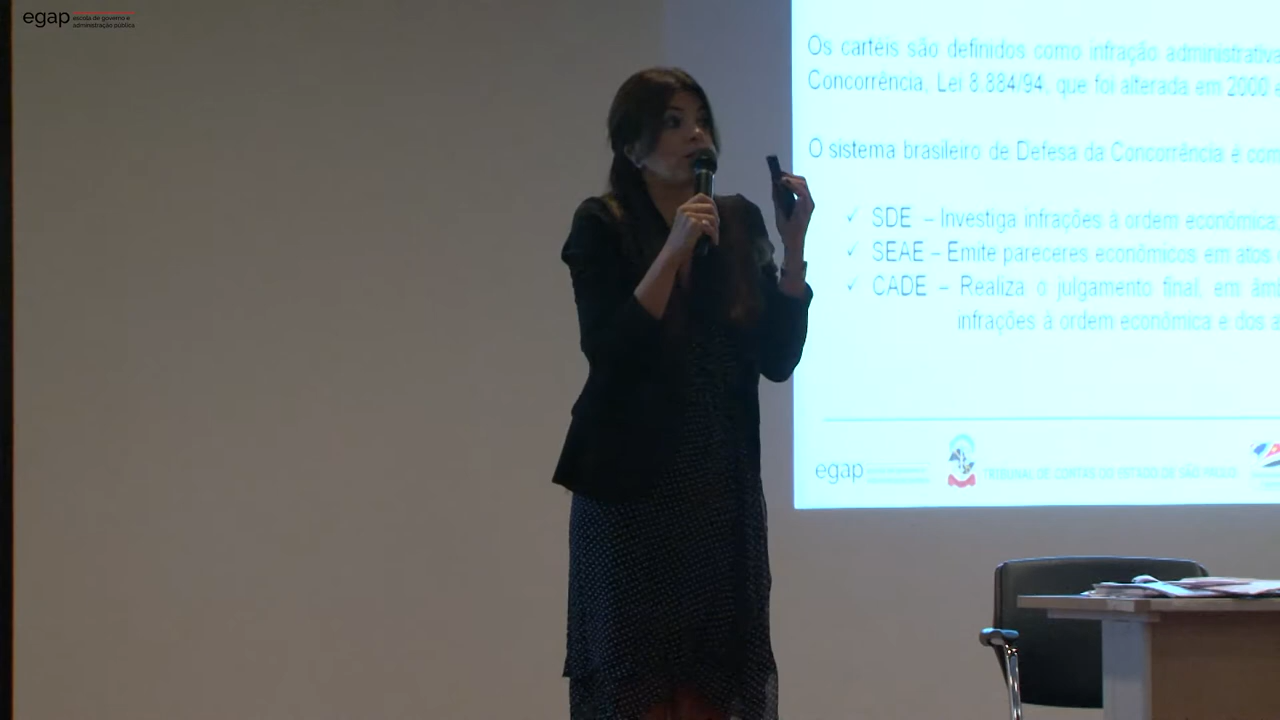 egap escola de governo e
administração pública
Os cartéis são definidos como infração administrativa
Concorrência, Lei 8.884/94, que foi alterada em 2000 e
O sistema brasileiro de Defesa da Concorrência é com
✓ SDE – Investiga infrações à ordem econômica
✓ SEAE – Emite pareceres econômicos em atos
✓ CADE – Realiza o julgamento final, em âm
infrações à ordem econômica e dos a
egap
TRIBUNAL DE CONTAS DO ESTADO DE SÃO PAULO